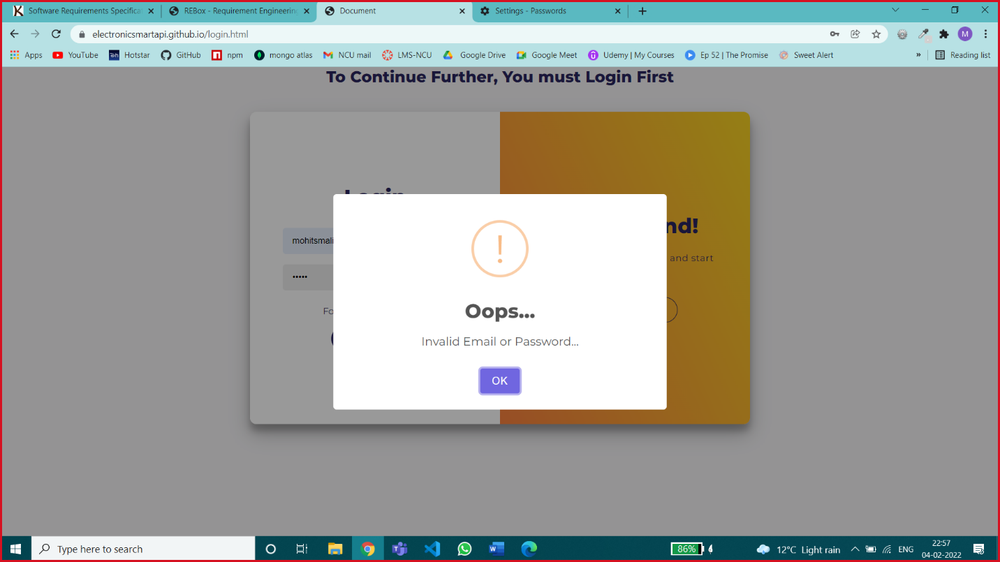 Software Requirements Specificat
REBox - Requirement Engineering
Document
Settings - Passwords
electronicsmartapi.github.io/login.html
M
Apps
YouTube
Hotstar
GitHub
npm
mongo atlas
NCU mail
LMS-NCU
Google Drive
Google Meet
Udemy | My Courses
Ep 52 | The Promise
Sweet Alert
»
Reading list
To Continue Further, You must Login First
Login
nd!
mohitsmali
and start
•••••
Fo
!
Oops...
Invalid Email or Password...
OK
Type here to search
86%
12°C Light rain
ENG
22:57
04-02-2022